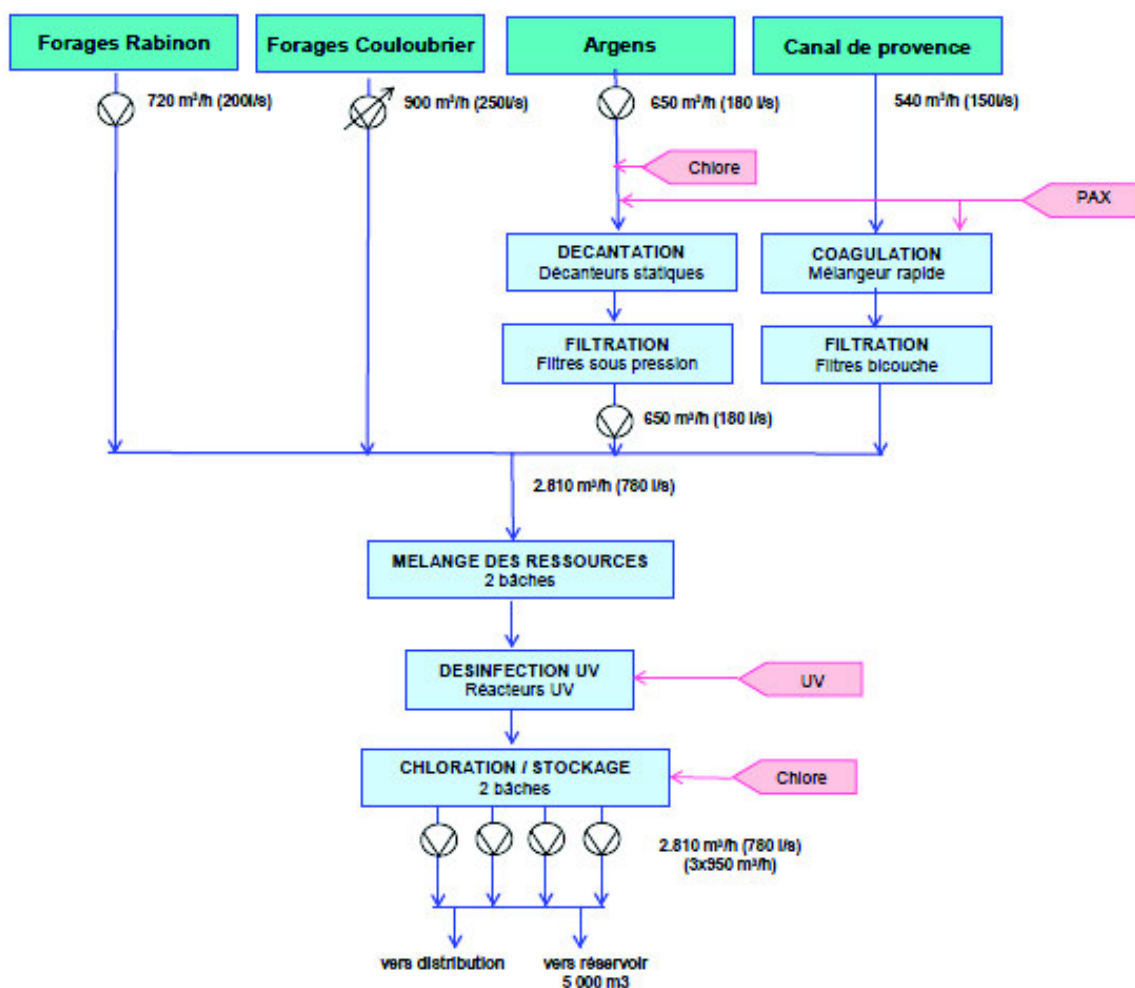 Forages Rabinon
Forages Couloubrier
Argens
Canal de provence
720 m³/h (200l/s)
900 m³/h (250l/s)
650 m³/h (180 l/s)
540 m³/h (150l/s)
Chlore
PAX
DECANTATION
Décanteurs statiques
COAGULATION
Mélangeur rapide
FILTRATION
Filtres sous pression
FILTRATION
Filtres bicouche
650 m³/h (180 l/s)
2.810 m³/h (780 l/s)
MELANGE DES RESSOURCES
2 bâches
DESINFECTION UV
Réacteurs UV
UV
CHLORATION / STOCKAGE
2 bâches
Chlore
2.810 m³/h (780 l/s)
(3x950 m³/h)
vers distribution
vers réservoir
5 000 m3